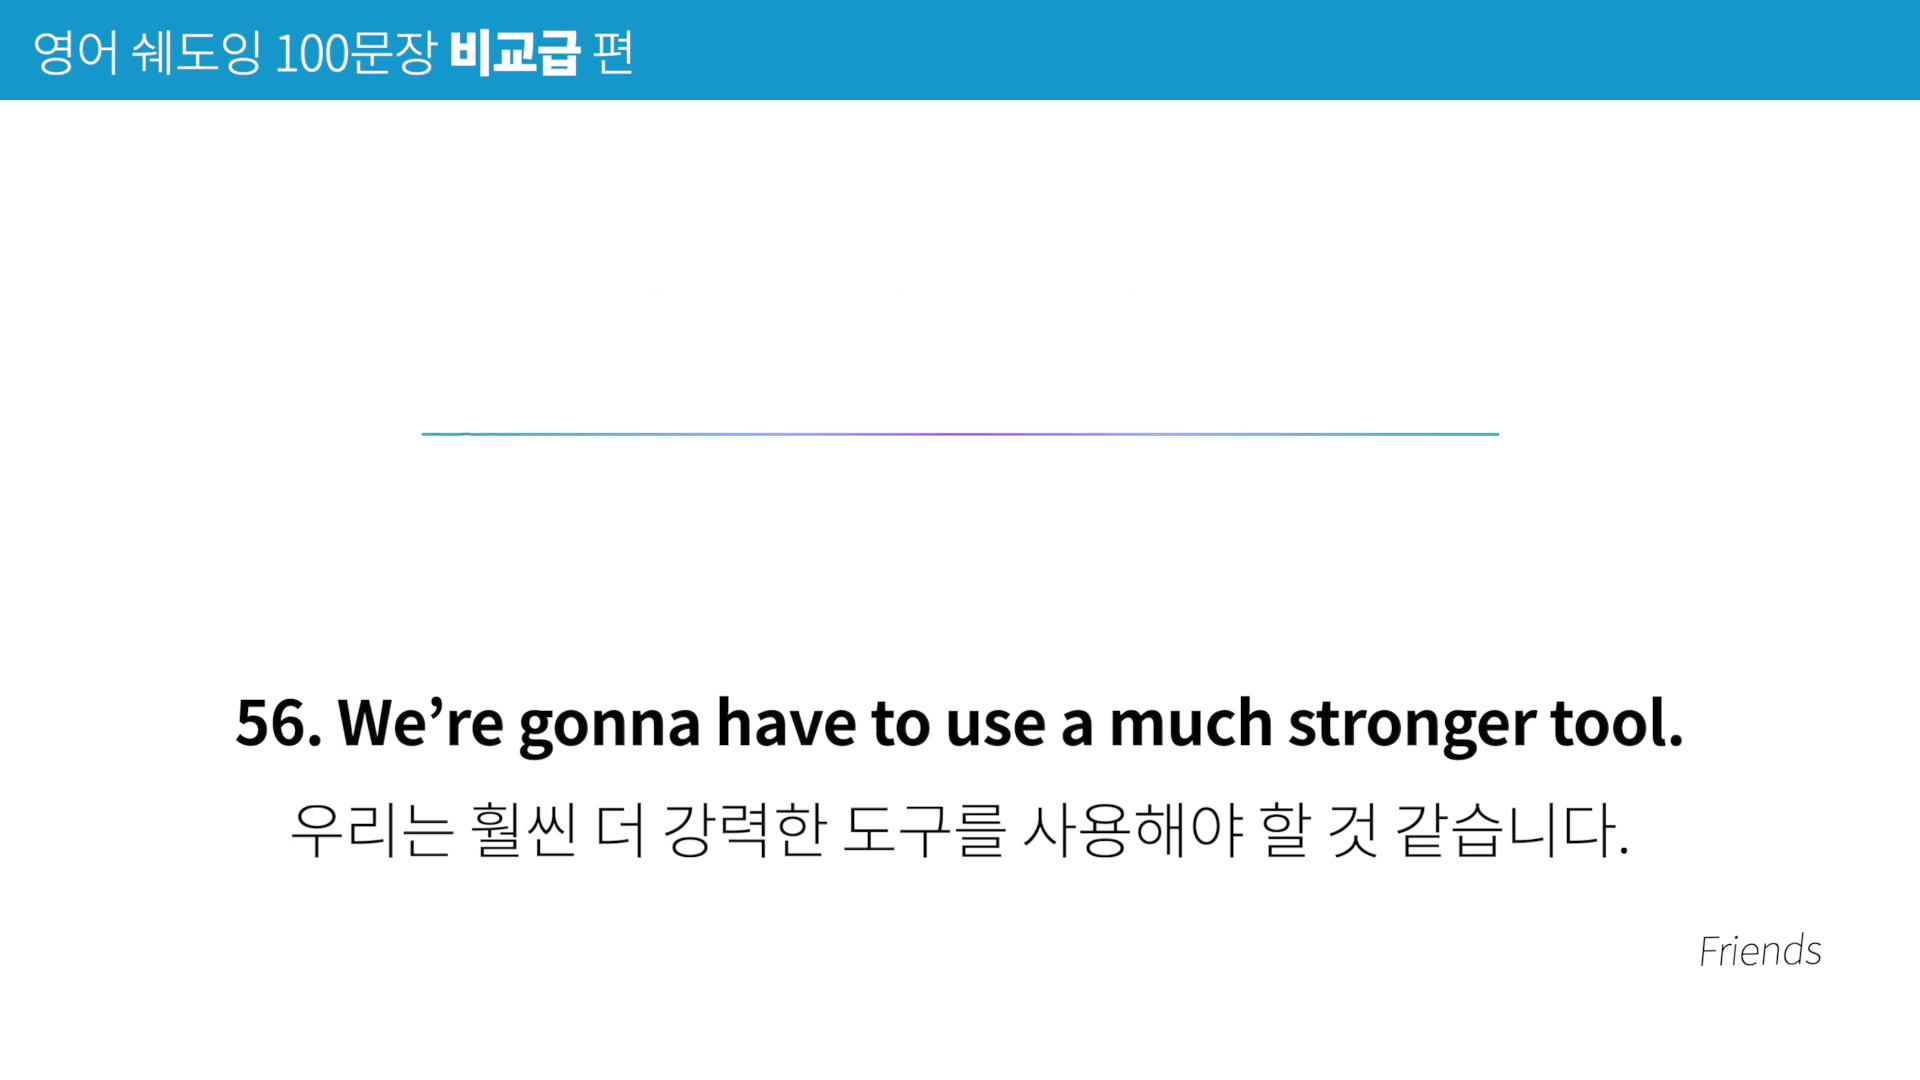 영어 쉐도잉 100문장 비교급 편
56. We’re gonna have to use a much stronger tool.
우리는 훨씬 더 강력한 도구를 사용해야 할 것 같습니다.
Friends